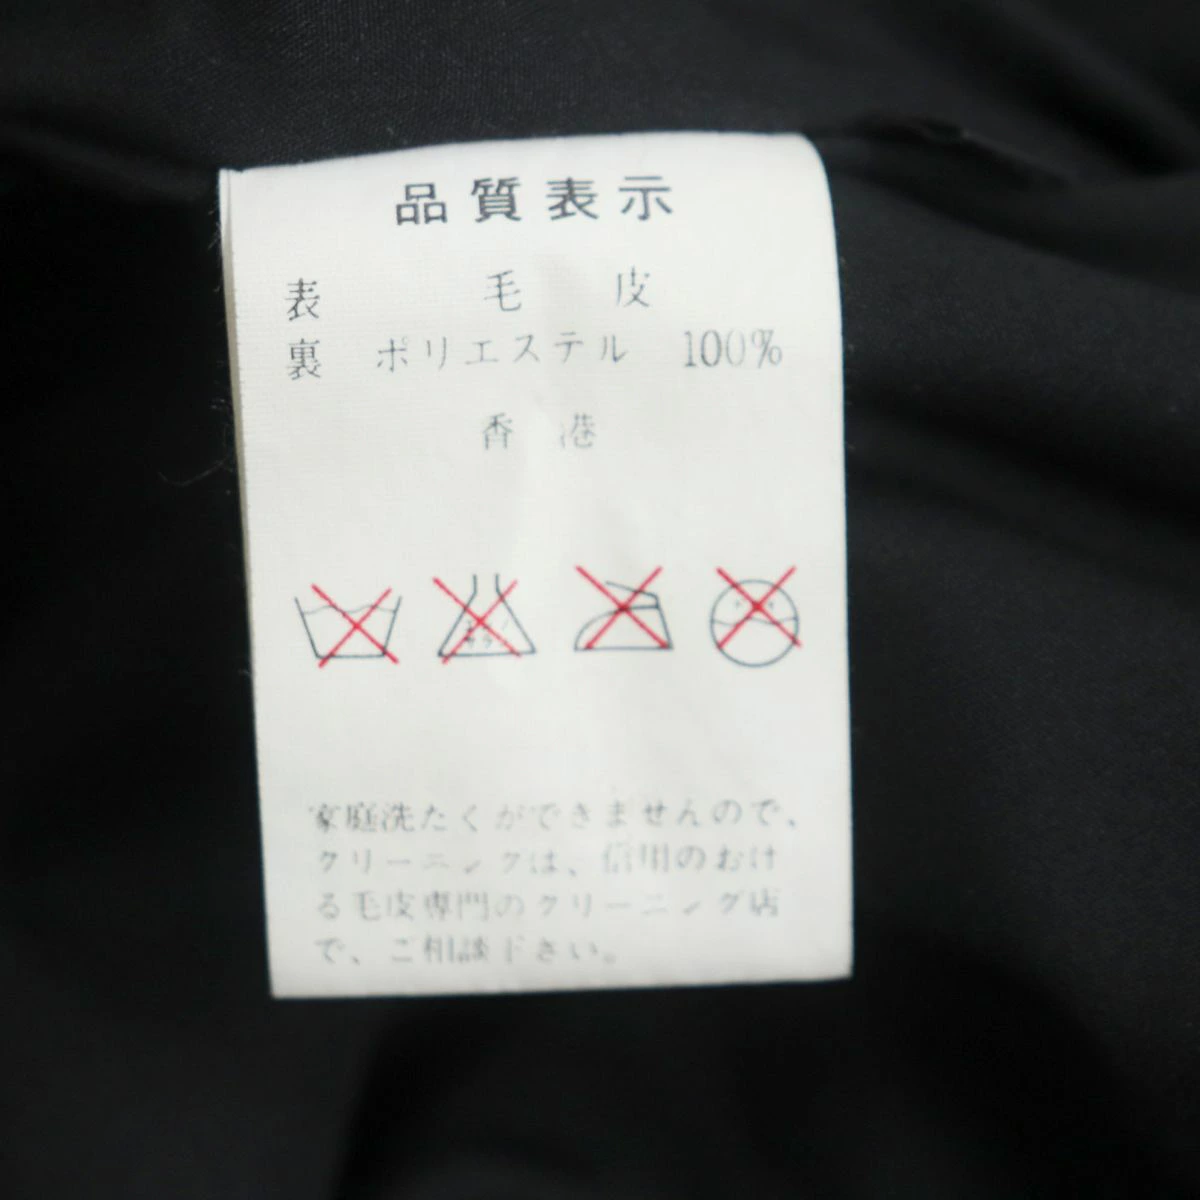 品質表示
表 毛皮
裏 ポリエステル 100%
香港
家庭洗たくができませんので、
クリーニングは、信用のおけ
る毛皮専門のクリーニング店
で、ご相談下さい。